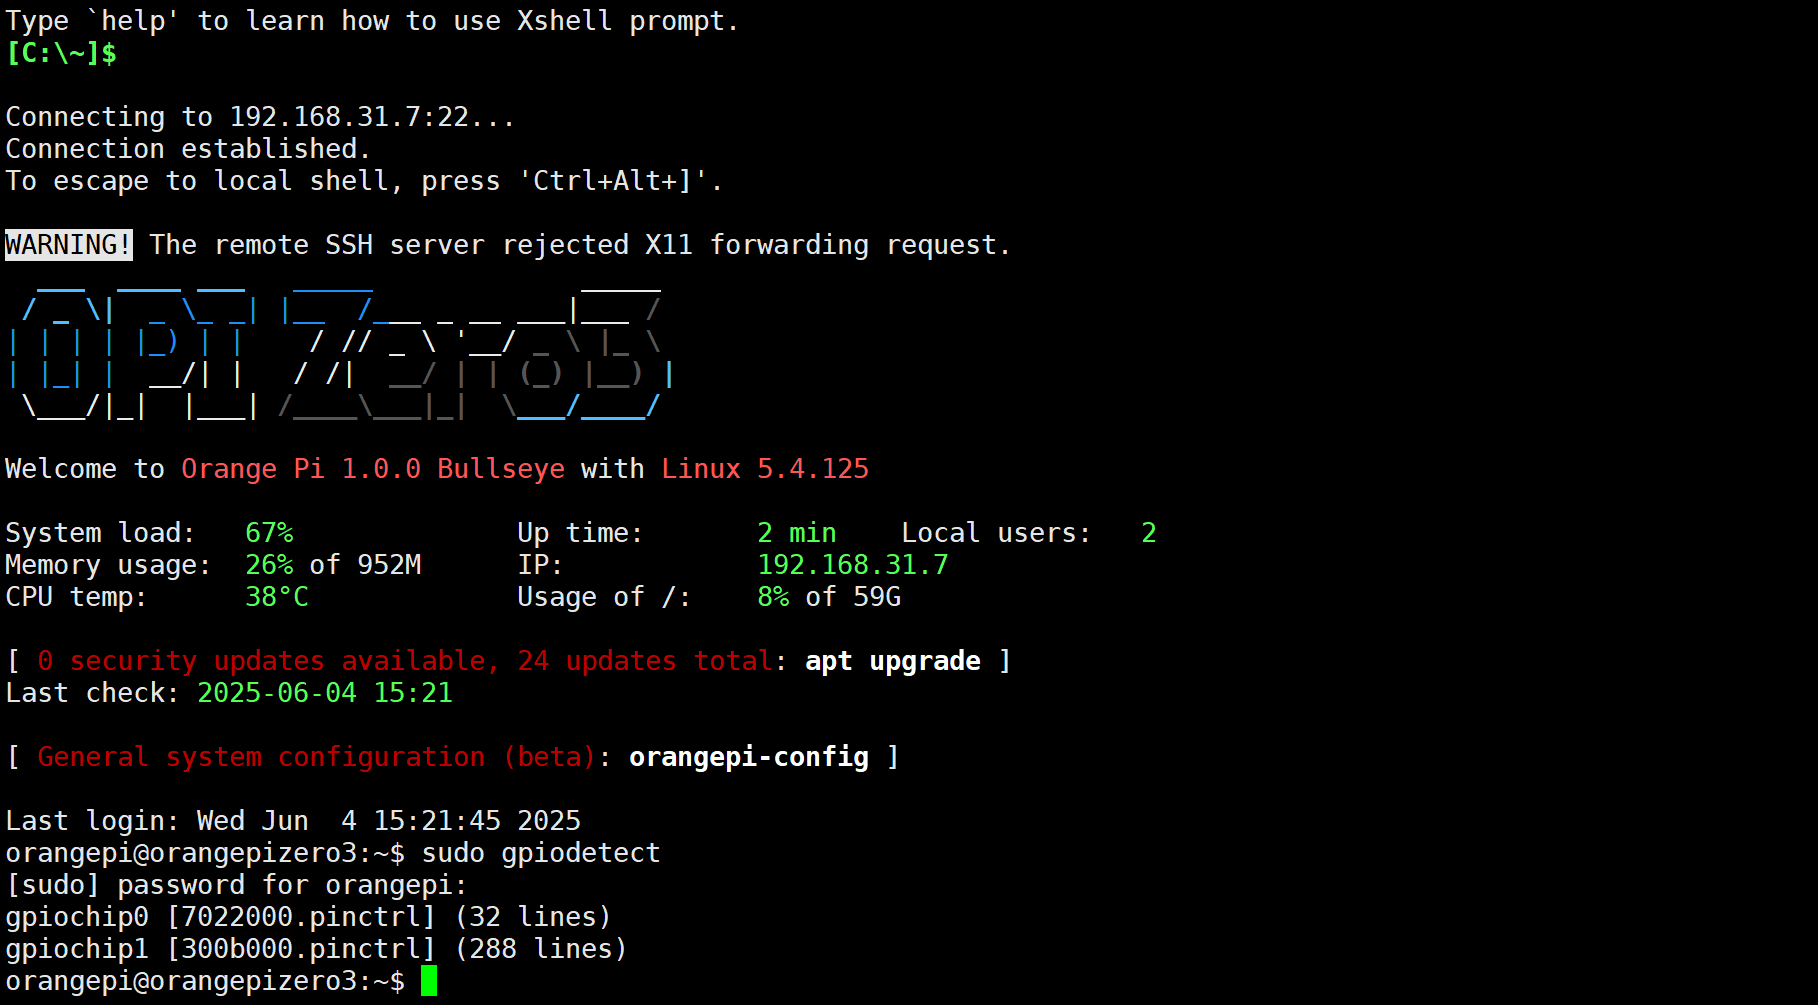 Type `help' to learn how to use Xshell prompt.
[C:\~]$
Connecting to 192.168.31.7:22...
Connection established.
To escape to local shell, press 'Ctrl+Alt+]'.
WARNING! The remote SSH server rejected X11 forwarding request.
OPI Zero3
Welcome to Orange Pi 1.0.0 Bullseye with Linux 5.4.125
System load: 67% Up time: 2 min Local users: 2
Memory usage: 26% of 952M IP: 192.168.31.7
CPU temp: 38°C Usage of /: 8% of 59G
[ 0 security updates available, 24 updates total: apt upgrade ]
Last check: 2025-06-04 15:21
[ General system configuration (beta): orangepi-config ]
Last login: Wed Jun  4 15:21:45 2025
orangepi@orangepizero3:~$ sudo gpiodetect
[sudo] password for orangepi:
gpiochip0 [7022000.pinctrl] (32 lines)
gpiochip1 [300b000.pinctrl] (288 lines)
orangepi@orangepizero3:~$